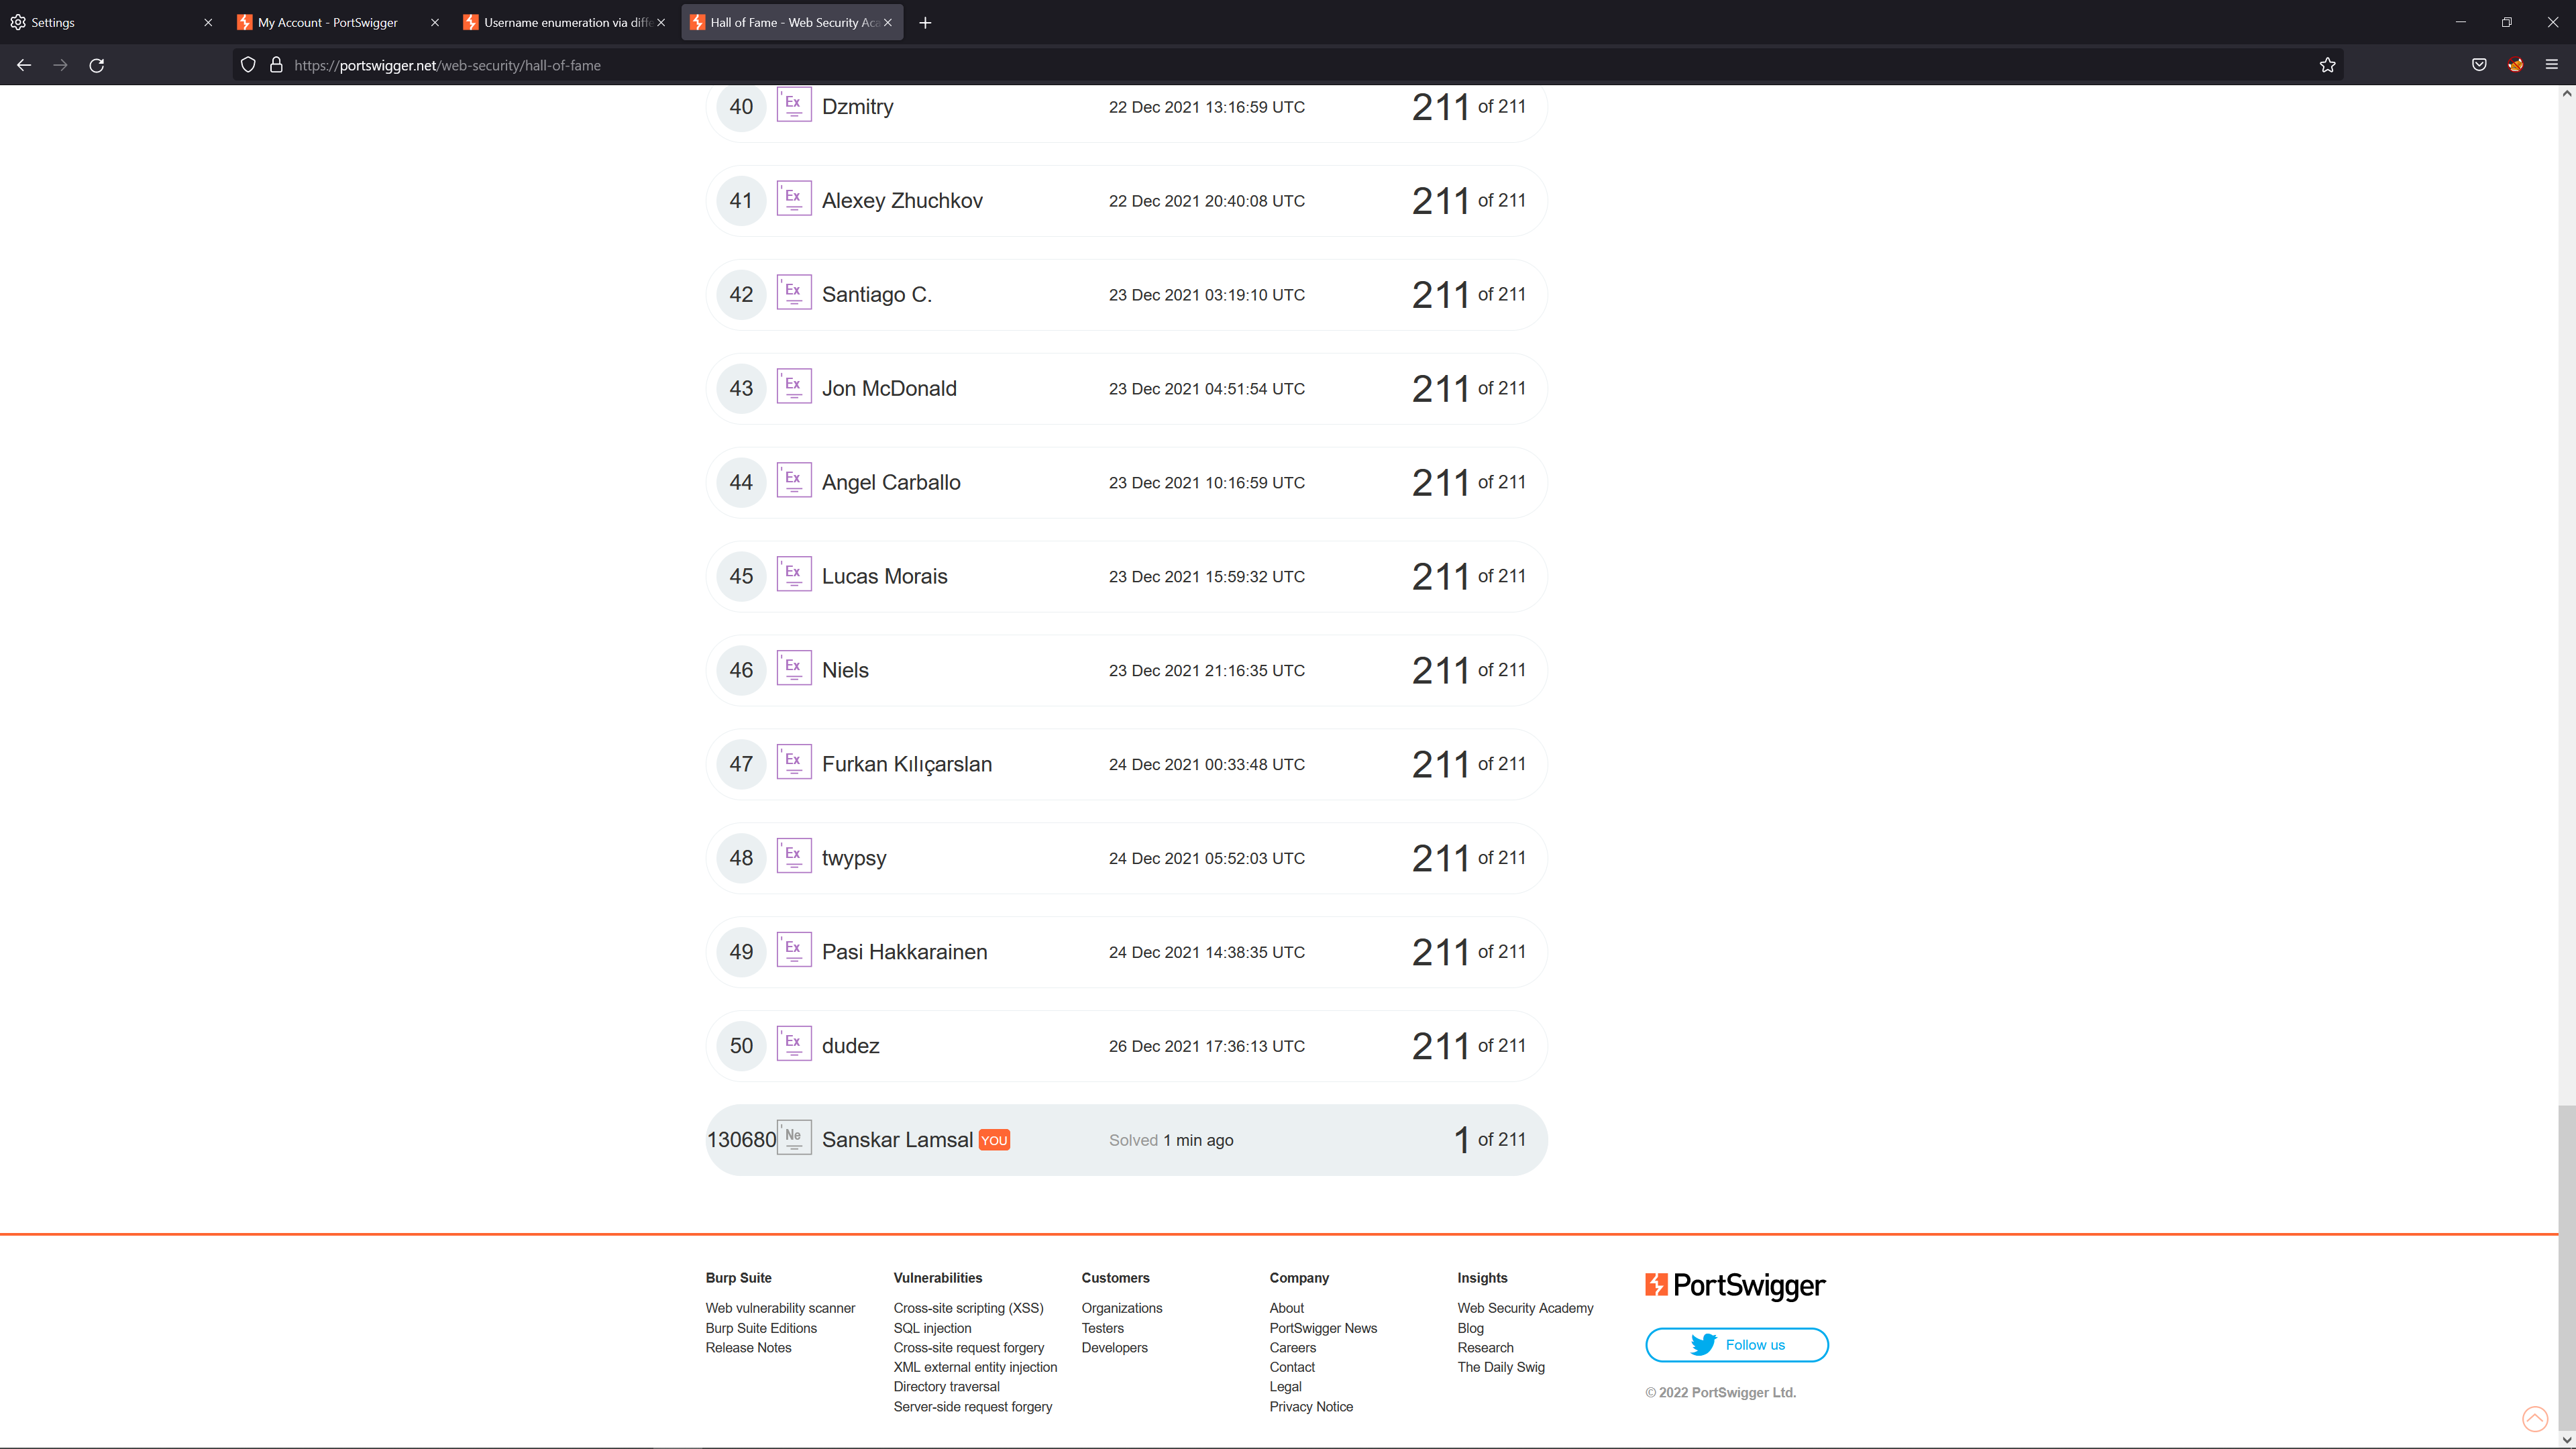 Settings
My Account - PortSwigger
Username enumeration via diffe
Hall of Fame - Web Security Aca
https://portswigger.net/web-security/hall-of-fame
40 Ex Dzmitry 22 Dec 2021 13:16:59 UTC 211 of 211
41 Ex Alexey Zhuchkov 22 Dec 2021 20:40:08 UTC 211 of 211
42 Ex Santiago C. 23 Dec 2021 03:19:10 UTC 211 of 211
43 Ex Jon McDonald 23 Dec 2021 04:51:54 UTC 211 of 211
44 Ex Angel Carballo 23 Dec 2021 10:16:59 UTC 211 of 211
45 Ex Lucas Morais 23 Dec 2021 15:59:32 UTC 211 of 211
46 Ex Niels 23 Dec 2021 21:16:35 UTC 211 of 211
47 Ex Furkan Kılıçarslan 24 Dec 2021 00:33:48 UTC 211 of 211
48 Ex twypsy 24 Dec 2021 05:52:03 UTC 211 of 211
49 Ex Pasi Hakkarainen 24 Dec 2021 14:38:35 UTC 211 of 211
50 Ex dudez 26 Dec 2021 17:36:13 UTC 211 of 211
130680 Ne Sanskar Lamsal YOU Solved 1 min ago 1 of 211
Burp Suite
Web vulnerability scanner
Burp Suite Editions
Release Notes
Vulnerabilities
Cross-site scripting (XSS)
SQL injection
Cross-site request forgery
XML external entity injection
Directory traversal
Server-side request forgery
Customers
Organizations
Testers
Developers
Company
About
PortSwigger News
Careers
Contact
Legal
Privacy Notice
Insights
Web Security Academy
Blog
Research
The Daily Swig
PortSwigger
Follow us
© 2022 PortSwigger Ltd.